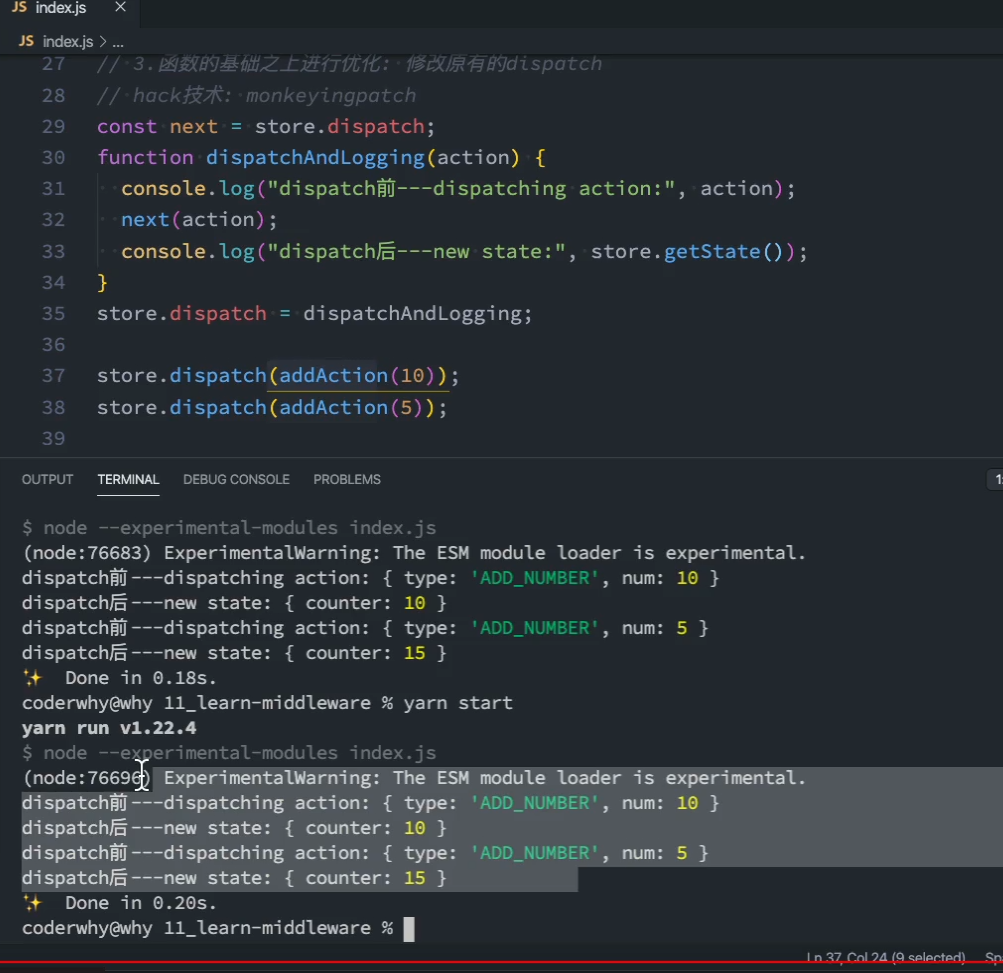 JS index.js ×
JS index.js > ...
27 // 3.函数的基础之上进行优化: 修改原有的dispatch
28 // hack技术: monkeyingpatch
29 const next = store.dispatch;
30 function dispatchAndLogging(action) {
31 console.log("dispatch前---dispatching action:", action);
32 next(action);
33 console.log("dispatch后---new state:", store.getState());
34 }
35 store.dispatch = dispatchAndLogging;
36
37 store.dispatch(addAction(10));
38 store.dispatch(addAction(5));
39
OUTPUT TERMINAL DEBUG CONSOLE PROBLEMS 1:
$ node --experimental-modules index.js
(node:76683) ExperimentalWarning: The ESM module loader is experimental.
dispatch前---dispatching action: { type: 'ADD_NUMBER', num: 10 }
dispatch后---new state: { counter: 10 }
dispatch前---dispatching action: { type: 'ADD_NUMBER', num: 5 }
dispatch后---new state: { counter: 15 }
✨ Done in 0.18s.
coderwhy@why 11_learn-middleware % yarn start
yarn run v1.22.4
$ node --experimental-modules index.js
(node:76696) ExperimentalWarning: The ESM module loader is experimental.
dispatch前---dispatching action: { type: 'ADD_NUMBER', num: 10 }
dispatch后---new state: { counter: 10 }
dispatch前---dispatching action: { type: 'ADD_NUMBER', num: 5 }
dispatch后---new state: { counter: 15 }
✨ Done in 0.20s.
coderwhy@why 11_learn-middleware %
Ln 37, Col 24 (9 selected) Sp